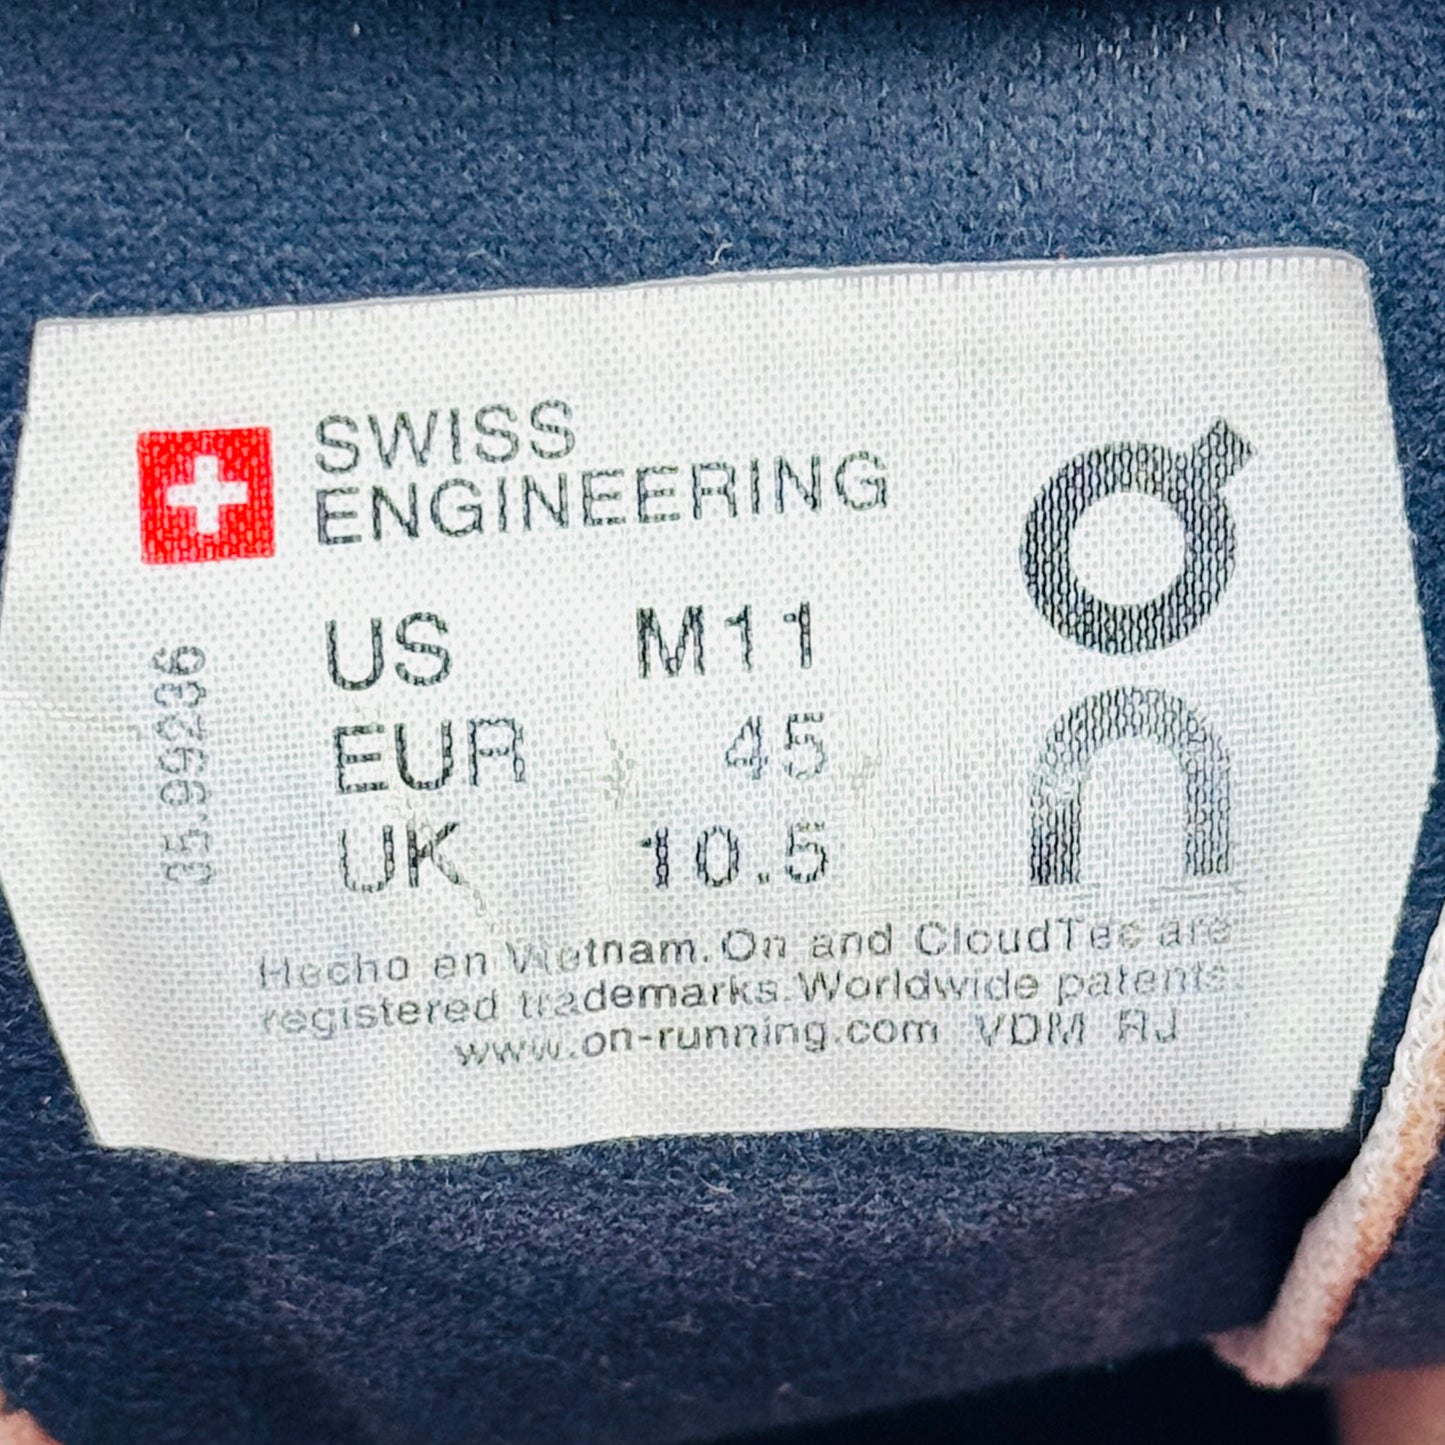 SWISS
ENGINEERING
US M11
EUR 45
UK 10.5
35.99236
on
Hecho en Vietnam. On and CloudTec are
registered trademarks. Worldwide patents.
www.on-running.com VDM RJ